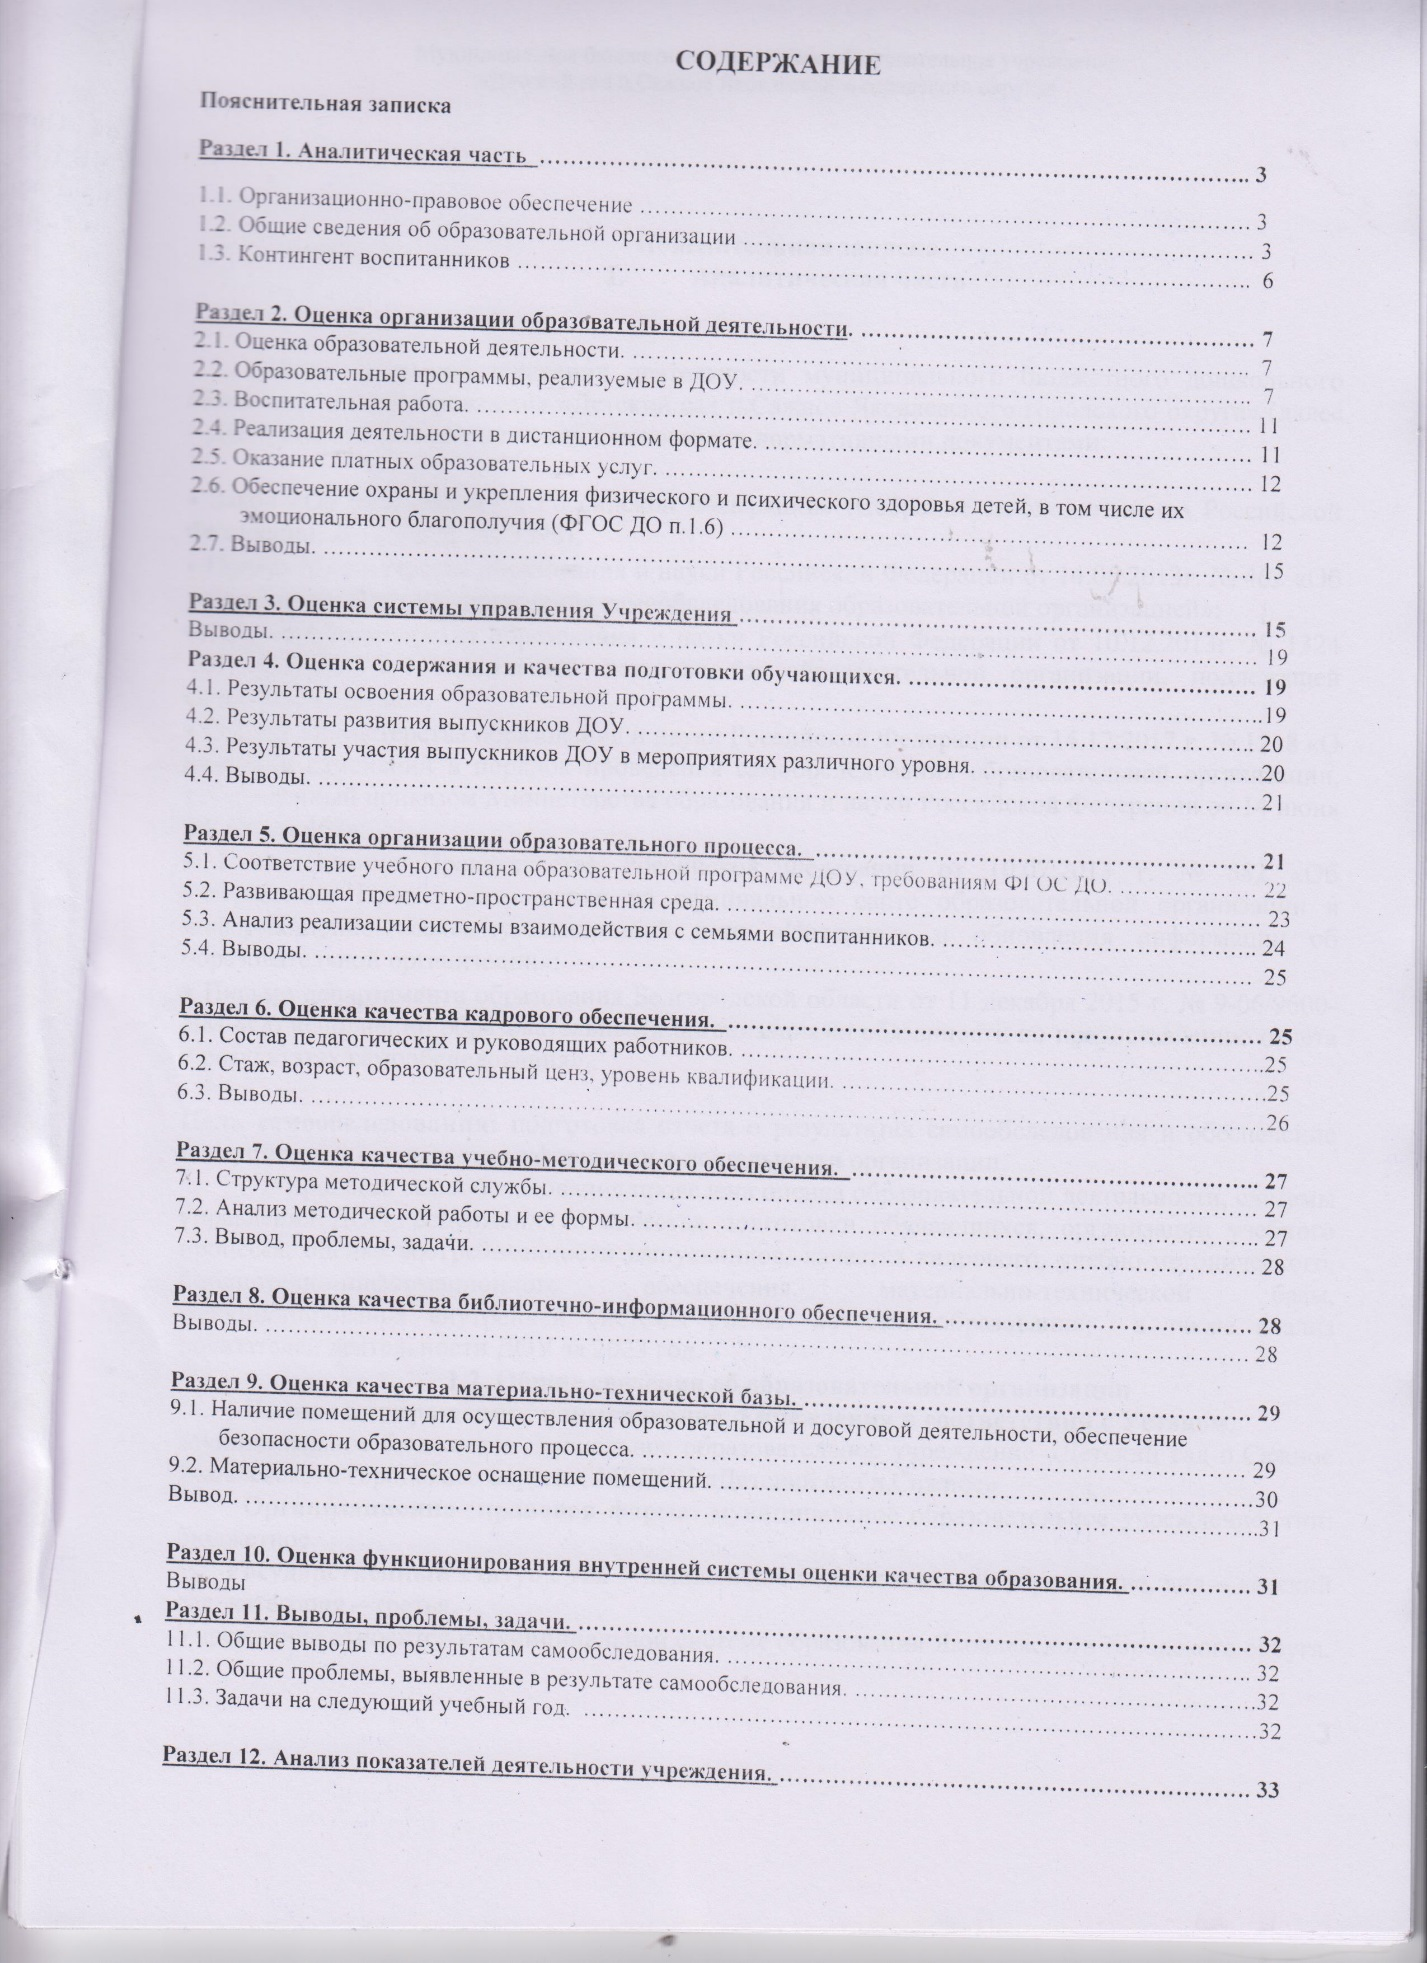 СОДЕРЖАНИЕ
Пояснительная записка
Раздел 1. Аналитическая часть ........ 3
1.1. Организационно-правовое обеспечение ........ 3
1.2. Общие сведения об образовательной организации ........ 3
1.3. Контингент воспитанников ........ 6
Раздел 2. Оценка организации образовательной деятельности. ........ 7
2.1. Оценка образовательной деятельности. ........ 7
2.2. Образовательные программы, реализуемые в ДОУ. ........ 7
2.3. Воспитательная работа. ........ 11
2.4. Реализация деятельности в дистанционном формате. ........ 11
2.5. Оказание платных образовательных услуг. ........ 12
2.6. Обеспечение охраны и укрепления физического и психического здоровья детей, в том числе их
эмоционального благополучия (ФГОС ДО п.1.6) ........ 12
2.7. Выводы. ........ 15
Раздел 3. Оценка системы управления Учреждения ........ 15
Выводы. ........ 19
Раздел 4. Оценка содержания и качества подготовки обучающихся. ........ 19
4.1. Результаты освоения образовательной программы. ........19
4.2. Результаты развития выпускников ДОУ. ........ 20
4.3. Результаты участия выпускников ДОУ в мероприятиях различного уровня. ........20
4.4. Выводы. ........ 21
Раздел 5. Оценка организации образовательного процесса. ........ 21
5.1. Соответствие учебного плана образовательной программе ДОУ, требованиям ФГОС ДО. ........ 22
5.2. Развивающая предметно-пространственная среда. ........ 23
5.3. Анализ реализации системы взаимодействия с семьями воспитанников. ........ 24
5.4. Выводы. ........ 25
Раздел 6. Оценка качества кадрового обеспечения. ........ 25
6.1. Состав педагогических и руководящих работников. ........25
6.2. Стаж, возраст, образовательный ценз, уровень квалификации. ........25
6.3. Выводы. ........26
Раздел 7. Оценка качества учебно-методического обеспечения. ........ 27
7.1. Структура методической службы. ........ 27
7.2. Анализ методической работы и ее формы. ........ 27
7.3. Вывод, проблемы, задачи. ........ 28
Раздел 8. Оценка качества библиотечно-информационного обеспечения. ........ 28
Выводы. ........ 28
Раздел 9. Оценка качества материально-технической базы. ........ 29
9.1. Наличие помещений для осуществления образовательной и досуговой деятельности, обеспечение
безопасности образовательного процесса. ........ 29
9.2. Материально-техническое оснащение помещений. ........30
Вывод. ........31
Раздел 10. Оценка функционирования внутренней системы оценки качества образования. ........ 31
Выводы
Раздел 11. Выводы, проблемы, задачи. ........ 32
11.1. Общие выводы по результатам самообследования. ........ 32
11.2. Общие проблемы, выявленные в результате самообследования. ........32
11.3. Задачи на следующий учебный год. ........32
Раздел 12. Анализ показателей деятельности учреждения. ........ 33